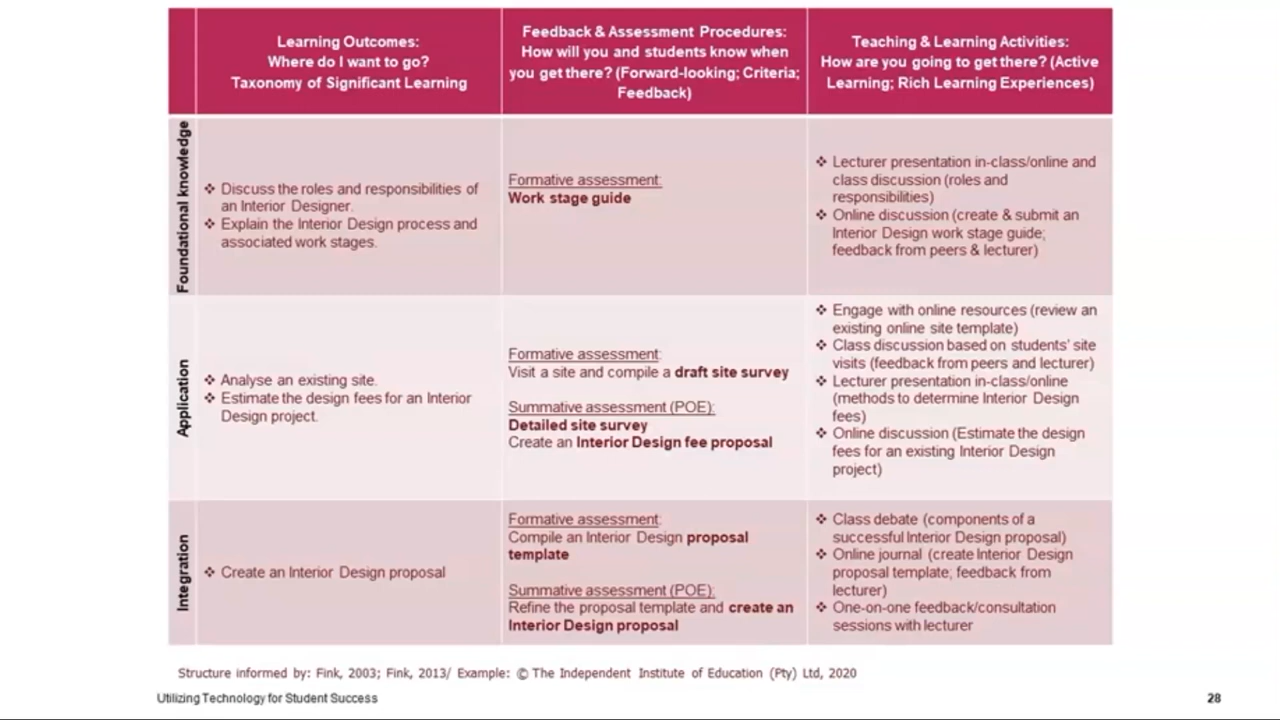 Learning Outcomes:
Where do I want to go?
Taxonomy of Significant Learning
Feedback & Assessment Procedures:
How will you and students know when
you get there? (Forward-looking; Criteria;
Feedback)
Teaching & Learning Activities:
How are you going to get there? (Active
Learning; Rich Learning Experiences)
Foundational knowledge
❖ Discuss the roles and responsibilities of
an Interior Designer.
❖ Explain the Interior Design process and
associated work stages.
Formative assessment:
Work stage guide
❖ Lecturer presentation in-class/online and
class discussion (roles and
responsibilities)
❖ Online discussion (create & submit an
Interior Design work stage guide;
feedback from peers & lecturer)
Application
❖ Analyse an existing site.
❖ Estimate the design fees for an Interior
Design project.
Formative assessment:
Visit a site and compile a draft site survey
Summative assessment (POE):
Detailed site survey
Create an Interior Design fee proposal
❖ Engage with online resources (review an
existing online site template)
❖ Class discussion based on students' site
visits (feedback from peers and lecturer)
❖ Lecturer presentation in-class/online
(methods to determine Interior Design
fees)
❖ Online discussion (Estimate the design
fees for an existing Interior Design
project)
Integration
❖ Create an Interior Design proposal
Formative assessment:
Compile an Interior Design proposal
template
Summative assessment (POE):
Refine the proposal template and create an
Interior Design proposal
❖ Class debate (components of a
successful Interior Design proposal)
❖ Online journal (create Interior Design
proposal template; feedback from
lecturer)
❖ One-on-one feedback/consultation
sessions with lecturer
Structure informed by: Fink, 2003; Fink, 2013/ Example: © The Independent Institute of Education (Pty) Ltd, 2020
Utilizing Technology for Student Success
28